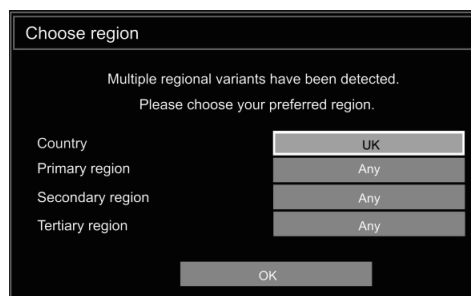 Choose region
Multiple regional variants have been detected.
Please choose your preferred region.
Country UK
Primary region Any
Secondary region Any
Tertiary region Any
OK